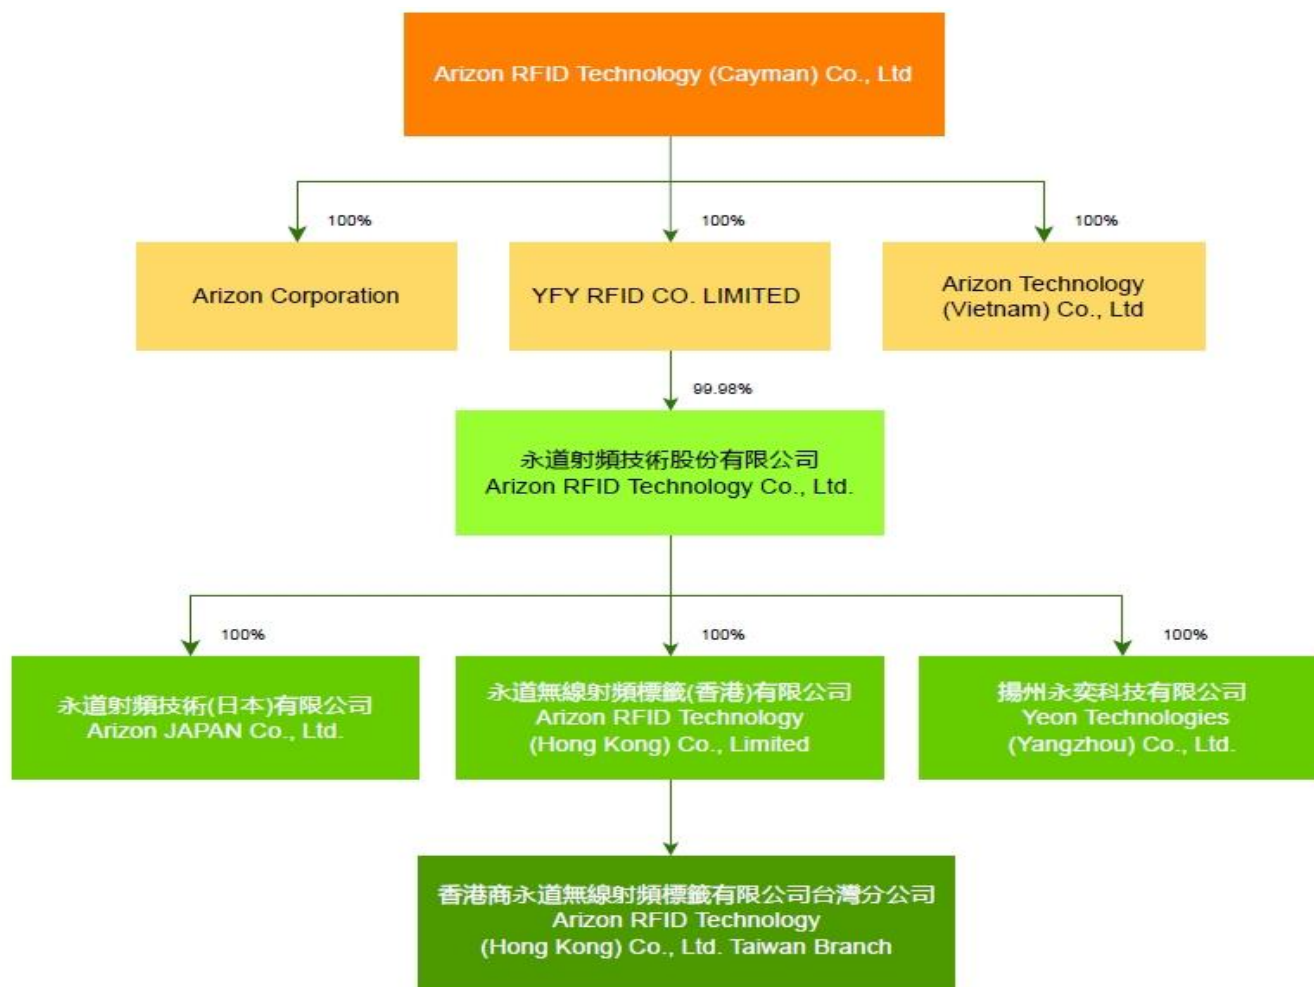 Arizon RFID Technology (Cayman) Co., Ltd
100%
100%
100%
Arizon Corporation
YFY RFID CO. LIMITED
Arizon Technology
(Vietnam) Co., Ltd
99.98%
永道射頻技術股份有限公司
Arizon RFID Technology Co., Ltd.
100%
100%
100%
永道射頻技術(日本)有限公司
Arizon JAPAN Co., Ltd.
永道無線射頻標籤(香港)有限公司
Arizon RFID Technology
(Hong Kong) Co., Limited
揚州永奕科技有限公司
Yeon Technologies
(Yangzhou) Co., Ltd.
香港商永道無線射頻標籤有限公司台灣分公司
Arizon RFID Technology
(Hong Kong) Co., Ltd. Taiwan Branch